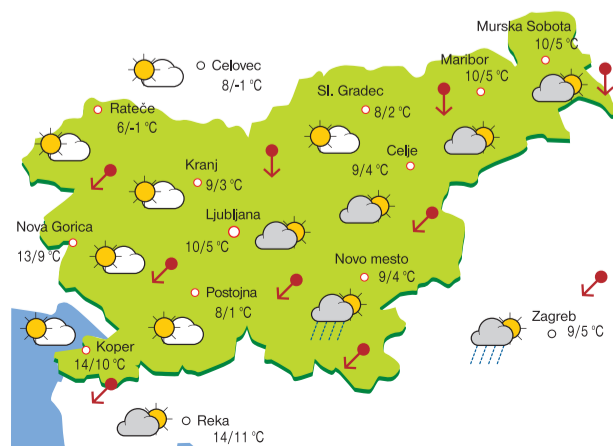 Murska Sobota
10/5 °C
Celovec
8/-1 °C
Maribor
10/5 °C
Sl. Gradec
8/2 °C
Rateče
6/-1 °C
Celje
9/4 °C
Kranj
9/3 °C
Ljubljana
10/5 °C
Nova Gorica
13/9 °C
Novo mesto
9/4 °C
Postojna
8/1 °C
Zagreb
9/5 °C
Koper
14/10 °C
Reka
14/11 °C